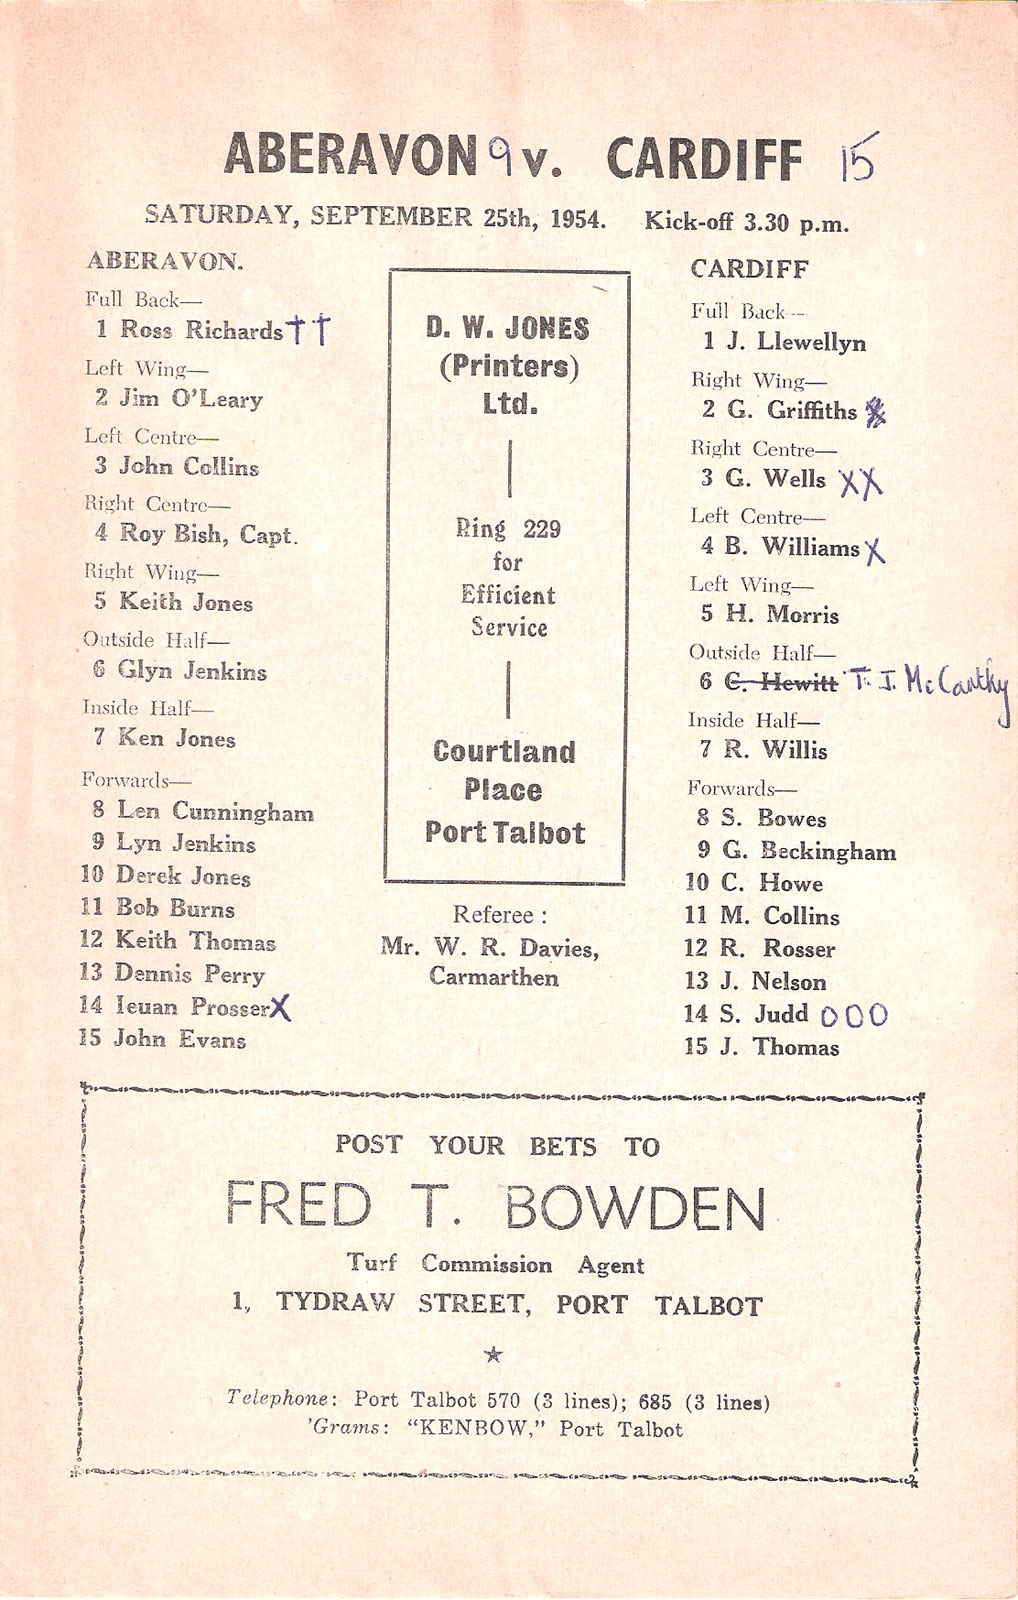 ABERAVON 9 v. CARDIFF 15
SATURDAY, SEPTEMBER 25th, 1954. Kick-off 3.30 p.m.
ABERAVON.
Full Back—
1 Ross Richards ††
Left Wing—
2 Jim O'Leary
Left Centre—
3 John Collins
Right Centre—
4 Roy Bish, Capt.
Right Wing—
5 Keith Jones
Outside Half—
6 Glyn Jenkins
Inside Half—
7 Ken Jones
Forwards—
8 Len Cunningham
9 Lyn Jenkins
10 Derek Jones
11 Bob Burns
12 Keith Thomas
13 Dennis Perry
14 Ieuan Prosser X
15 John Evans
D. W. JONES
(Printers)
Ltd.
Ring 229
for
Efficient
Service
Courtland
Place
Port Talbot
Referee :
Mr. W. R. Davies,
Carmarthen
CARDIFF
Full Back—
1 J. Llewellyn
Right Wing—
2 G. Griffiths
Right Centre—
3 G. Wells XX
Left Centre—
4 B. Williams X
Left Wing—
5 H. Morris
Outside Half—
6 C. Hewitt T. J. McCarthy
Inside Half—
7 R. Willis
Forwards—
8 S. Bowes
9 G. Beckingham
10 C. Howe
11 M. Collins
12 R. Rosser
13 J. Nelson
14 S. Judd OOO
15 J. Thomas
POST YOUR BETS TO
FRED T. BOWDEN
Turf Commission Agent
1, TYDRAW STREET, PORT TALBOT
Telephone: Port Talbot 570 (3 lines); 685 (3 lines)
'Grams: "KENBOW," Port Talbot